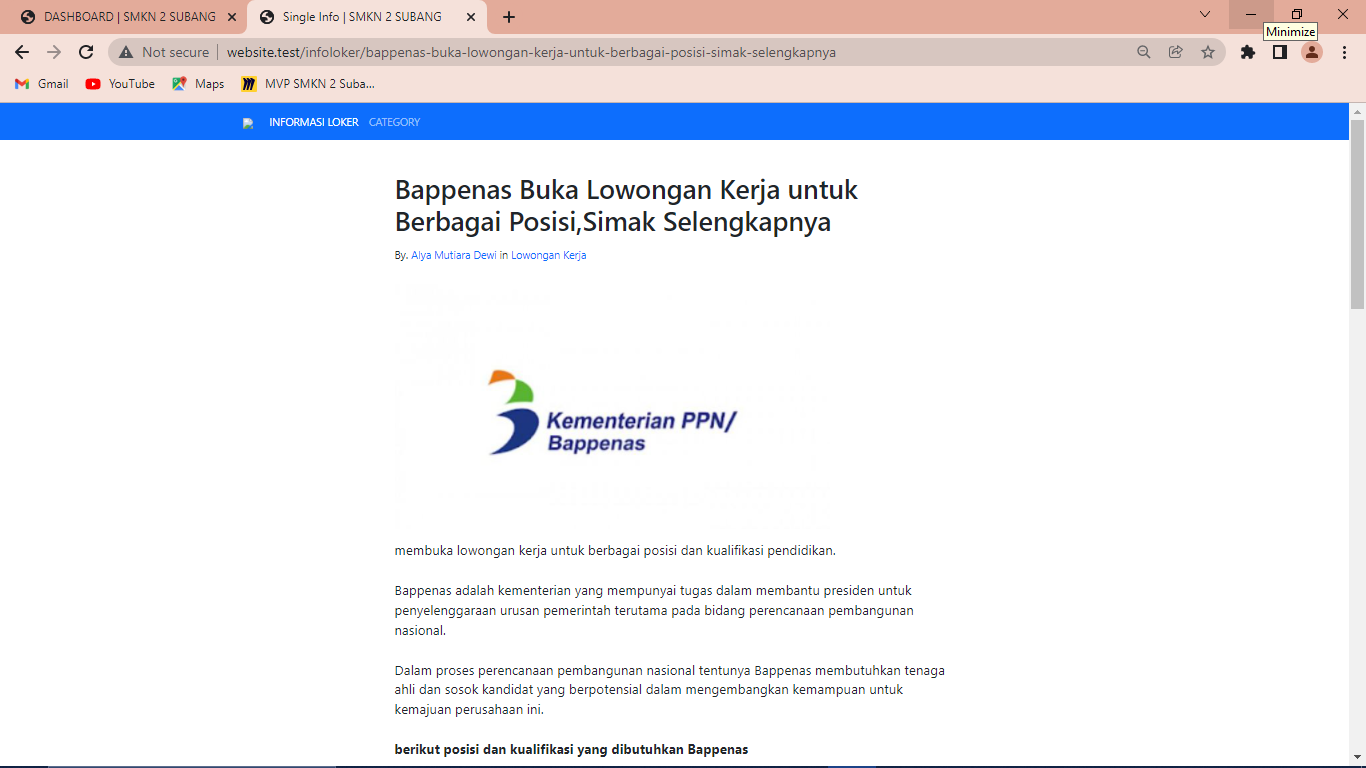 DASHBOARD | SMKN 2 SUBANG
Single Info | SMKN 2 SUBANG
Minimize
Not secure
website.test/infoloker/bappenas-buka-lowongan-kerja-untuk-berbagai-posisi-simak-selengkapnya
Gmail
YouTube
Maps
MVP SMKN 2 Suba...
INFORMASI LOKER
CATEGORY
Bappenas Buka Lowongan Kerja untuk
Berbagai Posisi,Simak Selengkapnya
By. Alya Mutiara Dewi in Lowongan Kerja
Kementerian PPN/
Bappenas
membuka lowongan kerja untuk berbagai posisi dan kualifikasi pendidikan.
Bappenas adalah kementerian yang mempunyai tugas dalam membantu presiden untuk
penyelenggaraan urusan pemerintah terutama pada bidang perencanaan pembangunan
nasional.
Dalam proses perencanaan pembangunan nasional tentunya Bappenas membutuhkan tenaga
ahli dan sosok kandidat yang berpotensial dalam mengembangkan kemampuan untuk
kemajuan perusahaan ini.
berikut posisi dan kualifikasi yang dibutuhkan Bappenas